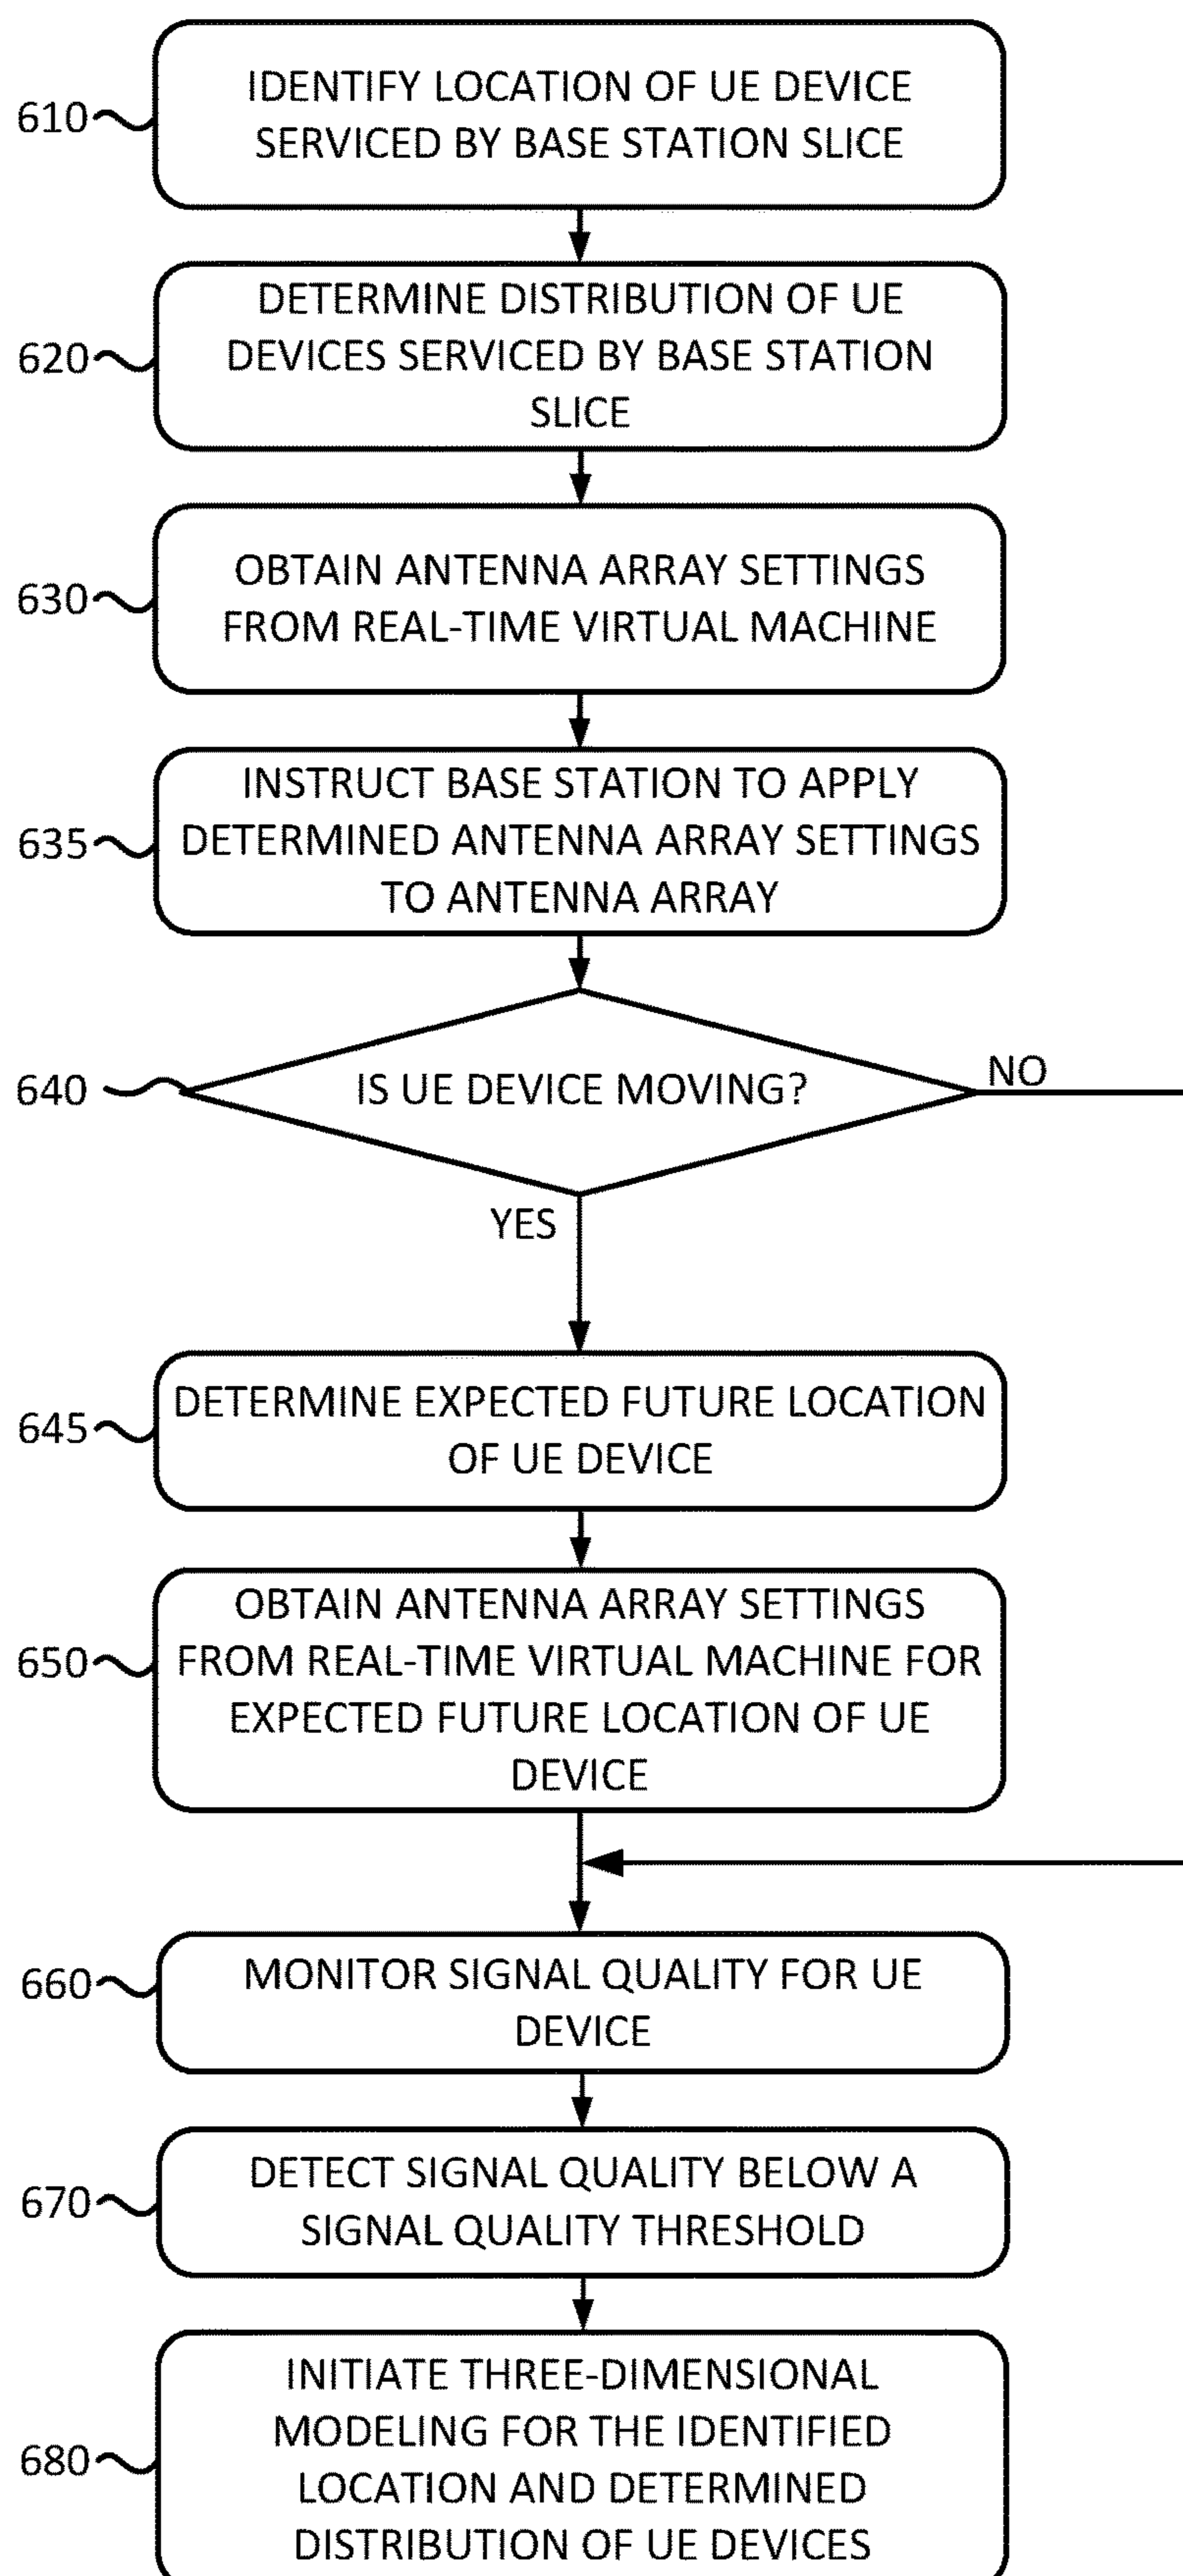 610
IDENTIFY LOCATION OF UE DEVICE
SERVICED BY BASE STATION SLICE
620
DETERMINE DISTRIBUTION OF UE
DEVICES SERVICED BY BASE STATION
SLICE
630
OBTAIN ANTENNA ARRAY SETTINGS
FROM REAL-TIME VIRTUAL MACHINE
635
INSTRUCT BASE STATION TO APPLY
DETERMINED ANTENNA ARRAY SETTINGS
TO ANTENNA ARRAY
640
IS UE DEVICE MOVING?
NO
YES
645
DETERMINE EXPECTED FUTURE LOCATION
OF UE DEVICE
650
OBTAIN ANTENNA ARRAY SETTINGS
FROM REAL-TIME VIRTUAL MACHINE FOR
EXPECTED FUTURE LOCATION OF UE
DEVICE
660
MONITOR SIGNAL QUALITY FOR UE
DEVICE
670
DETECT SIGNAL QUALITY BELOW A
SIGNAL QUALITY THRESHOLD
680
INITIATE THREE-DIMENSIONAL
MODELING FOR THE IDENTIFIED
LOCATION AND DETERMINED
DISTRIBUTION OF UE DEVICES